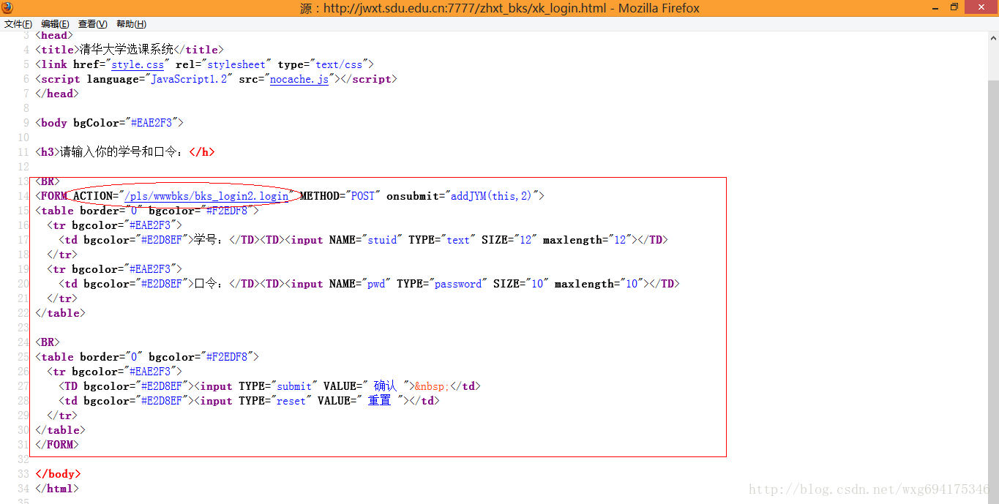 源：http://jwxt.sdu.edu.cn:7777/zhxt_bks/xk_login.html - Mozilla Firefox
文件(F) 编辑(E) 查看(V) 帮助(H)
3 <head>
4 <title>清华大学选课系统</title>
5 <link href="style.css" rel="stylesheet" type="text/css">
6 <script language="JavaScript1.2" src="nocache.js"></script>
7 </head>
8
9 <body bgColor="#EAE2F3">
10
11 <h3>请输入你的学号和口令：</h>
12
13 <BR>
14 <FORM ACTION="/pls/wwwbks/bks_login2.login" METHOD="POST" onsubmit="addJYM(this,2)">
15 <table border="0" bgcolor="#F2EDF8">
16 <tr bgcolor="#EAE2F3">
17 <td bgcolor="#E2D8EF">学号：</TD><TD><input NAME="stuid" TYPE="text" SIZE="12" maxlength="12"></TD>
18 </tr>
19 <tr bgcolor="#EAE2F3">
20 <td bgcolor="#E2D8EF">口令：</TD><TD><input NAME="pwd" TYPE="password" SIZE="10" maxlength="10"></TD>
21 </tr>
22 </table>
23
24 <BR>
25 <table border="0" bgcolor="#F2EDF8">
26 <tr bgcolor="#EAE2F3">
27 <TD bgcolor="#E2D8EF"><input TYPE="submit" VALUE=" 确认 ">&nbsp;</td>
28 <td bgcolor="#E2D8EF"><input TYPE="reset" VALUE=" 重置 "></td>
29 </tr>
30 </table>
31 </FORM>
32
33 </body>
34 </html>
35
http://blog.csdn.net/wxg694175346